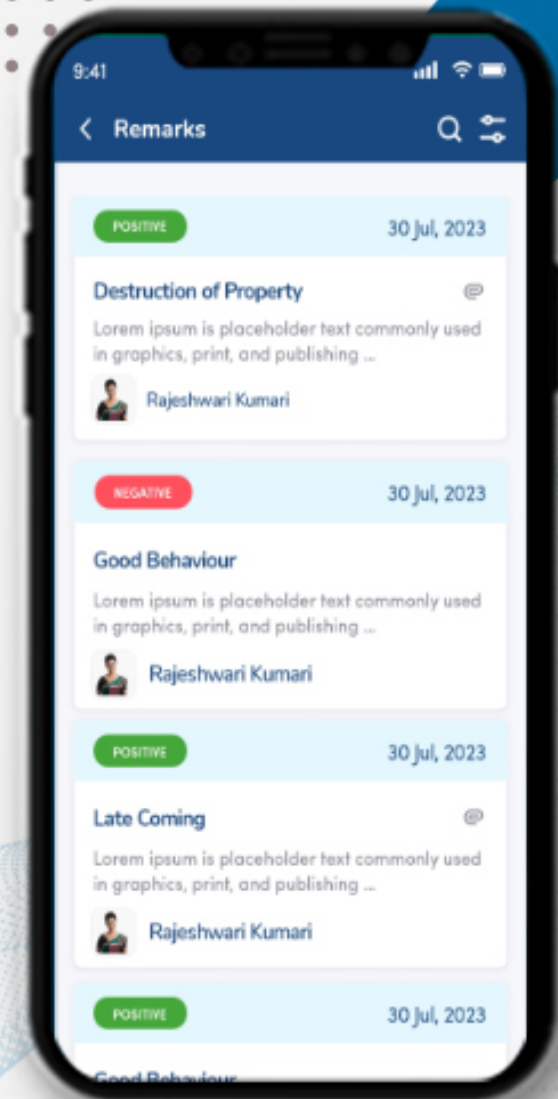 9:41
Remarks
POSITIVE
30 Jul, 2023
Destruction of Property
Lorem ipsum is placeholder text commonly used
in graphics, print, and publishing ...
Rajeshwari Kumari
NEGATIVE
30 Jul, 2023
Good Behaviour
Lorem ipsum is placeholder text commonly used
in graphics, print, and publishing ...
Rajeshwari Kumari
POSITIVE
30 Jul, 2023
Late Coming
Lorem ipsum is placeholder text commonly used
in graphics, print, and publishing ...
Rajeshwari Kumari
POSITIVE
30 Jul, 2023
Good Behaviour